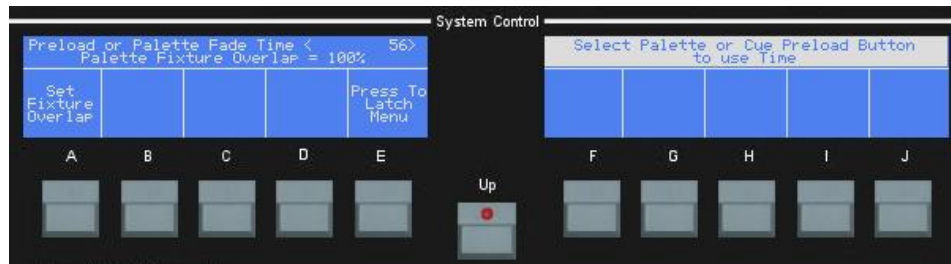 System Control
Preload or Palette Fade Time < 56>
Palette Fixture Overlap = 100%
Set
Fixture
Overlap
Press To
Latch
Menu
Select Palette or Cue Preload Button
to use Time
A B C D E
F G H I J
Up